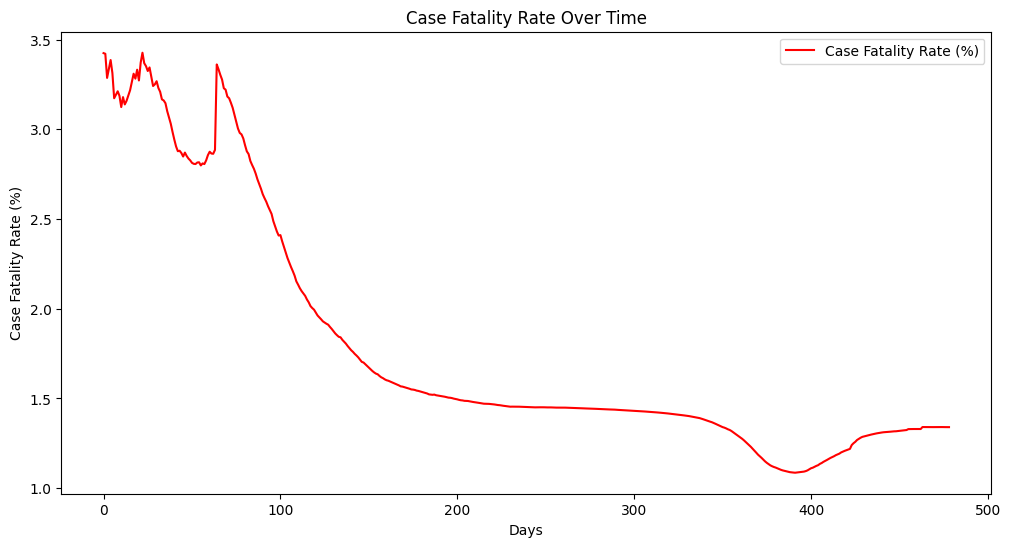 Case Fatality Rate Over Time
Case Fatality Rate (%)
3.5
3.0
2.5
2.0
1.5
1.0
Case Fatality Rate (%)
0 100 200 300 400 500
Days